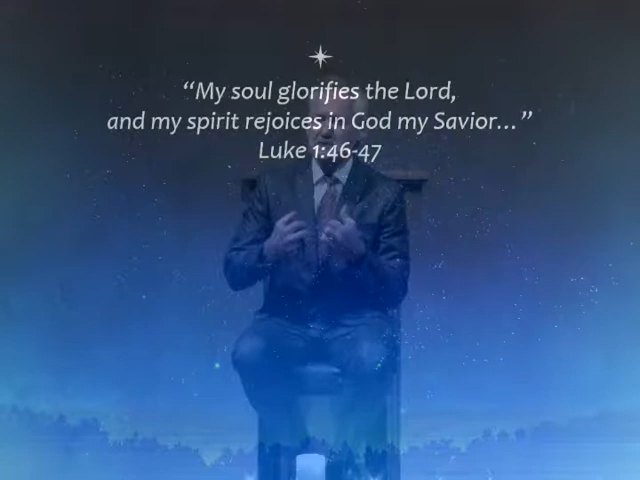 “My soul glorifies the Lord,
and my spirit rejoices in God my Savior...”
Luke 1:46-47